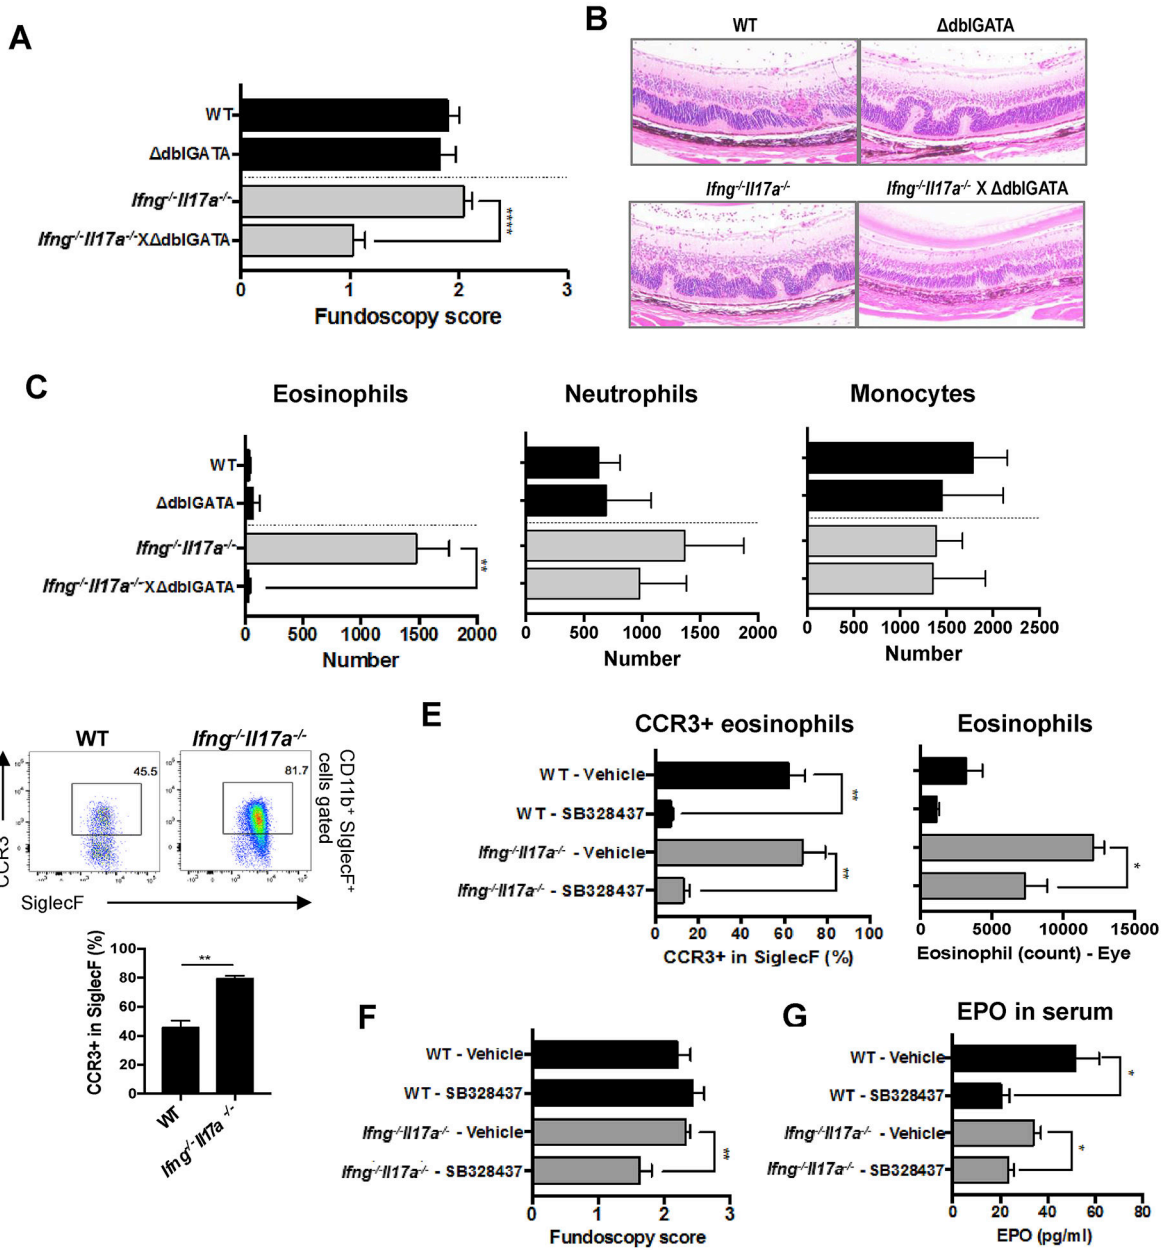 A
WT
ΔdblGATA
Ifng-/-Il17a-/-
Ifng-/-Il17a-/-XΔdblGATA
****
0 1 2 3
Fundoscopy score
B
WT ΔdblGATA
Ifng-/-Il17a-/- Ifng-/-Il17a-/- X ΔdblGATA
C
Eosinophils Neutrophils Monocytes
WT
ΔdblGATA
Ifng-/-Il17a-/-
Ifng-/-Il17a-/-XΔdblGATA
**
0 500 1000 1500 2000 0 500 1000 1500 2000 0 500 1000 1500 2000 2500
Number Number Number
WT Ifng-/-Il17a-/-
45.5 81.7
CD11b+ SiglecF+
cells gated
CCR3
SiglecF
CCR3+ in SiglecF (%)
100
80
60
40
20
0
**
WT
Ifng-/-Il17a-/-
E
CCR3+ eosinophils Eosinophils
WT - Vehicle
WT - SB328437
Ifng-/-Il17a-/- - Vehicle
Ifng-/-Il17a-/- - SB328437
**
**
*
0 20 40 60 80 100 0 5000 10000 15000
CCR3+ in SiglecF (%) Eosinophil (count) - Eye
F
WT - Vehicle
WT - SB328437
Ifng-/-Il17a-/- - Vehicle
Ifng-/-Il17a-/- - SB328437
**
0 1 2 3
Fundoscopy score
G
EPO in serum
WT - Vehicle
WT - SB328437
Ifng-/-Il17a-/- - Vehicle
Ifng-/-Il17a-/- - SB328437
*
*
0 20 40 60 80
EPO (pg/ml)